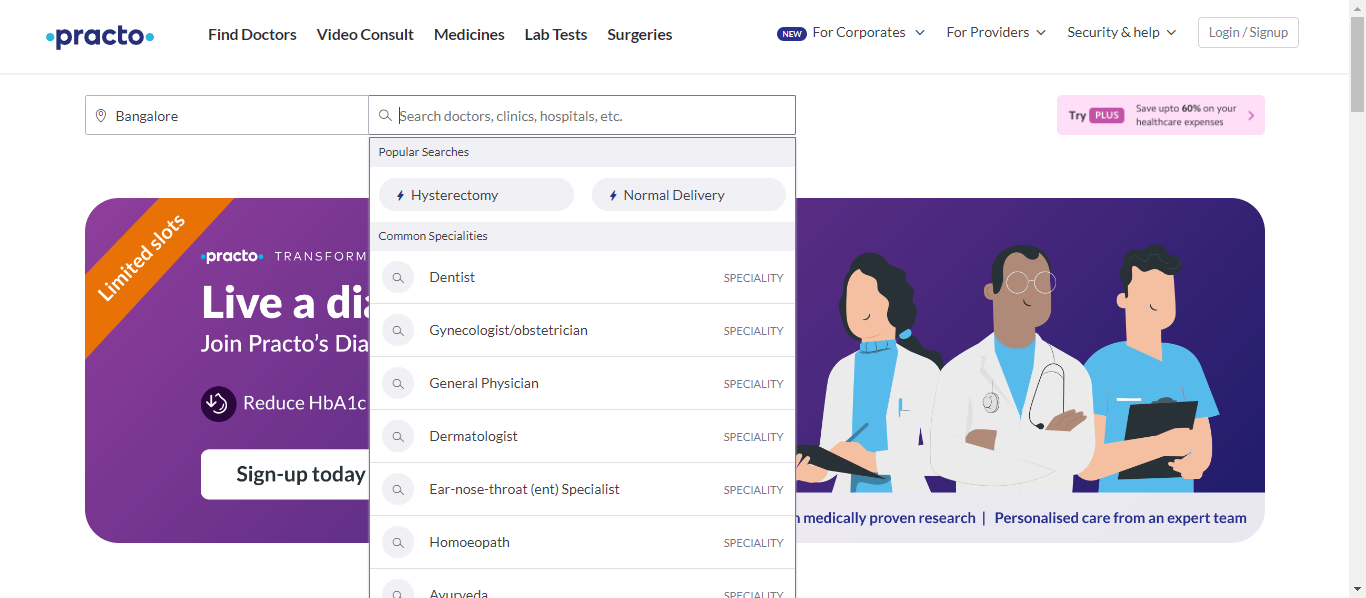 practo
Find Doctors
Video Consult
Medicines
Lab Tests
Surgeries
NEW For Corporates
For Providers
Security & help
Login / Signup
Bangalore
Search doctors, clinics, hospitals, etc.
Try PLUS
Save upto 60% on your
healthcare expenses
Popular Searches
Hysterectomy
Normal Delivery
Common Specialities
Dentist SPECIALITY
Gynecologist/obstetrician SPECIALITY
General Physician SPECIALITY
Dermatologist SPECIALITY
Ear-nose-throat (ent) Specialist SPECIALITY
Homoeopath SPECIALITY
Ayurveda SPECIALITY
Limited slots
practo TRANSFORM
Live a dia
Join Practo's Dia
Reduce HbA1c
Sign-up today
medically proven research | Personalised care from an expert team